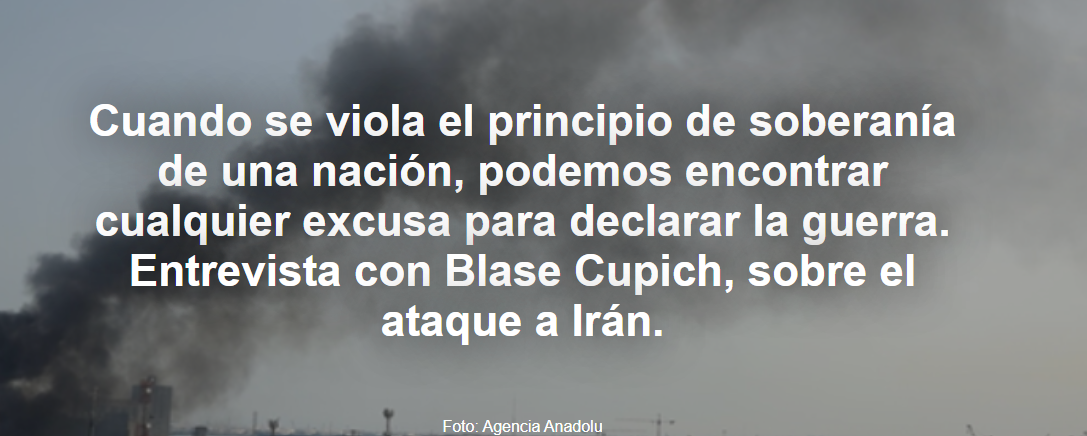 Cuando se viola el principio de soberanía
de una nación, podemos encontrar
cualquier excusa para declarar la guerra.
Entrevista con Blase Cupich, sobre el
ataque a Irán.
Foto: Agencia Anadolu